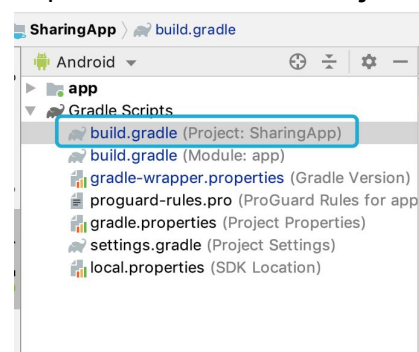 SharingApp build.gradle
Android
app
Gradle Scripts
build.gradle (Project: SharingApp)
build.gradle (Module: app)
gradle-wrapper.properties (Gradle Version)
proguard-rules.pro (ProGuard Rules for app
gradle.properties (Project Properties)
settings.gradle (Project Settings)
local.properties (SDK Location)